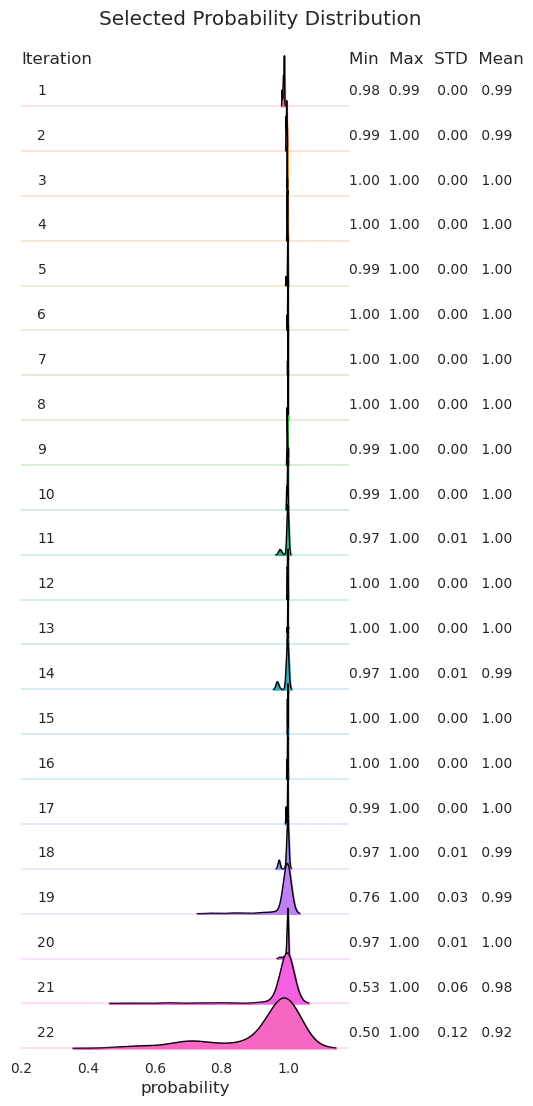 Selected Probability Distribution
Iteration Min Max STD Mean
1 0.98 0.99 0.00 0.99
2 0.99 1.00 0.00 0.99
3 1.00 1.00 0.00 1.00
4 1.00 1.00 0.00 1.00
5 0.99 1.00 0.00 1.00
6 1.00 1.00 0.00 1.00
7 1.00 1.00 0.00 1.00
8 1.00 1.00 0.00 1.00
9 0.99 1.00 0.00 1.00
10 0.99 1.00 0.00 1.00
11 0.97 1.00 0.01 1.00
12 1.00 1.00 0.00 1.00
13 1.00 1.00 0.00 1.00
14 0.97 1.00 0.01 0.99
15 1.00 1.00 0.00 1.00
16 1.00 1.00 0.00 1.00
17 0.99 1.00 0.00 1.00
18 0.97 1.00 0.01 0.99
19 0.76 1.00 0.03 0.99
20 0.97 1.00 0.01 1.00
21 0.53 1.00 0.06 0.98
22 0.50 1.00 0.12 0.92
0.2 0.4 0.6 0.8 1.0
probability